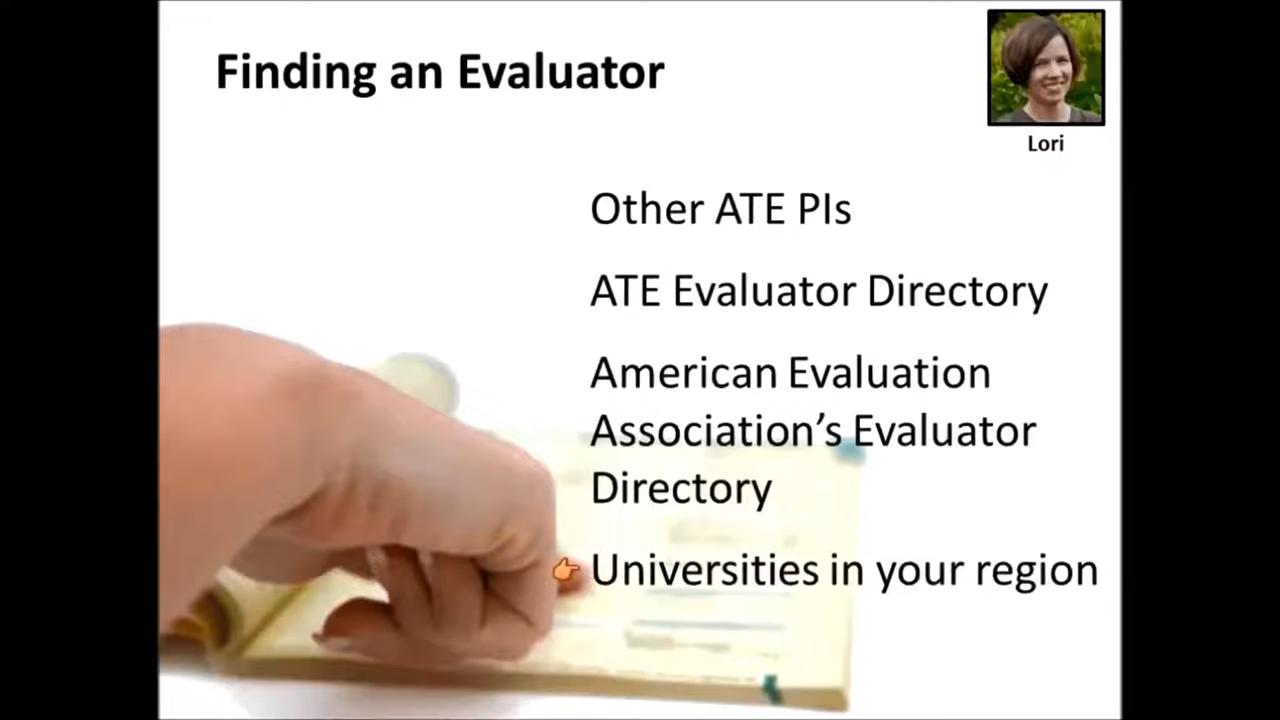 Finding an Evaluator
Lori
Other ATE PIs
ATE Evaluator Directory
American Evaluation
Association’s Evaluator
Directory
Universities in your region